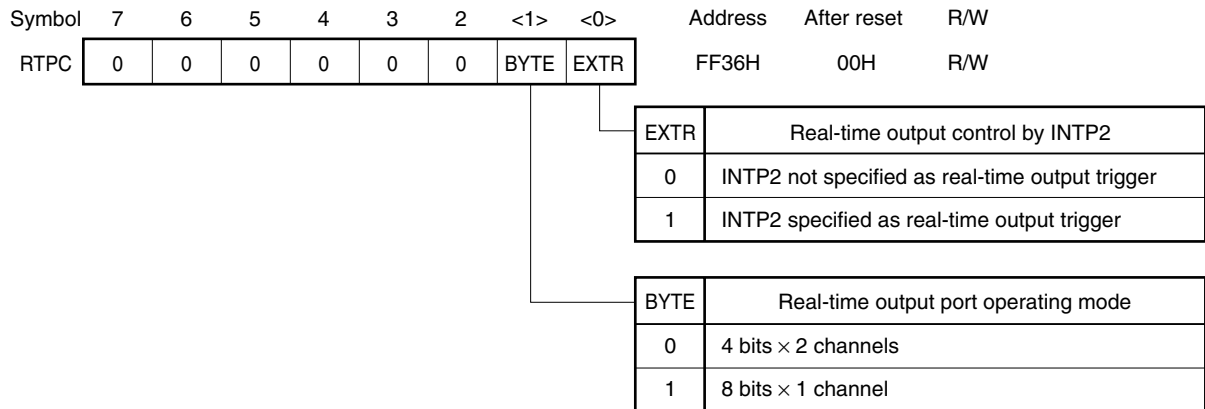 Symbol 7 6 5 4 3 2 <1> <0> Address After reset R/W
RTPC 0 0 0 0 0 0 BYTE EXTR FF36H 00H R/W
EXTR Real-time output control by INTP2
0 INTP2 not specified as real-time output trigger
1 INTP2 specified as real-time output trigger
BYTE Real-time output port operating mode
0 4 bits × 2 channels
1 8 bits × 1 channel